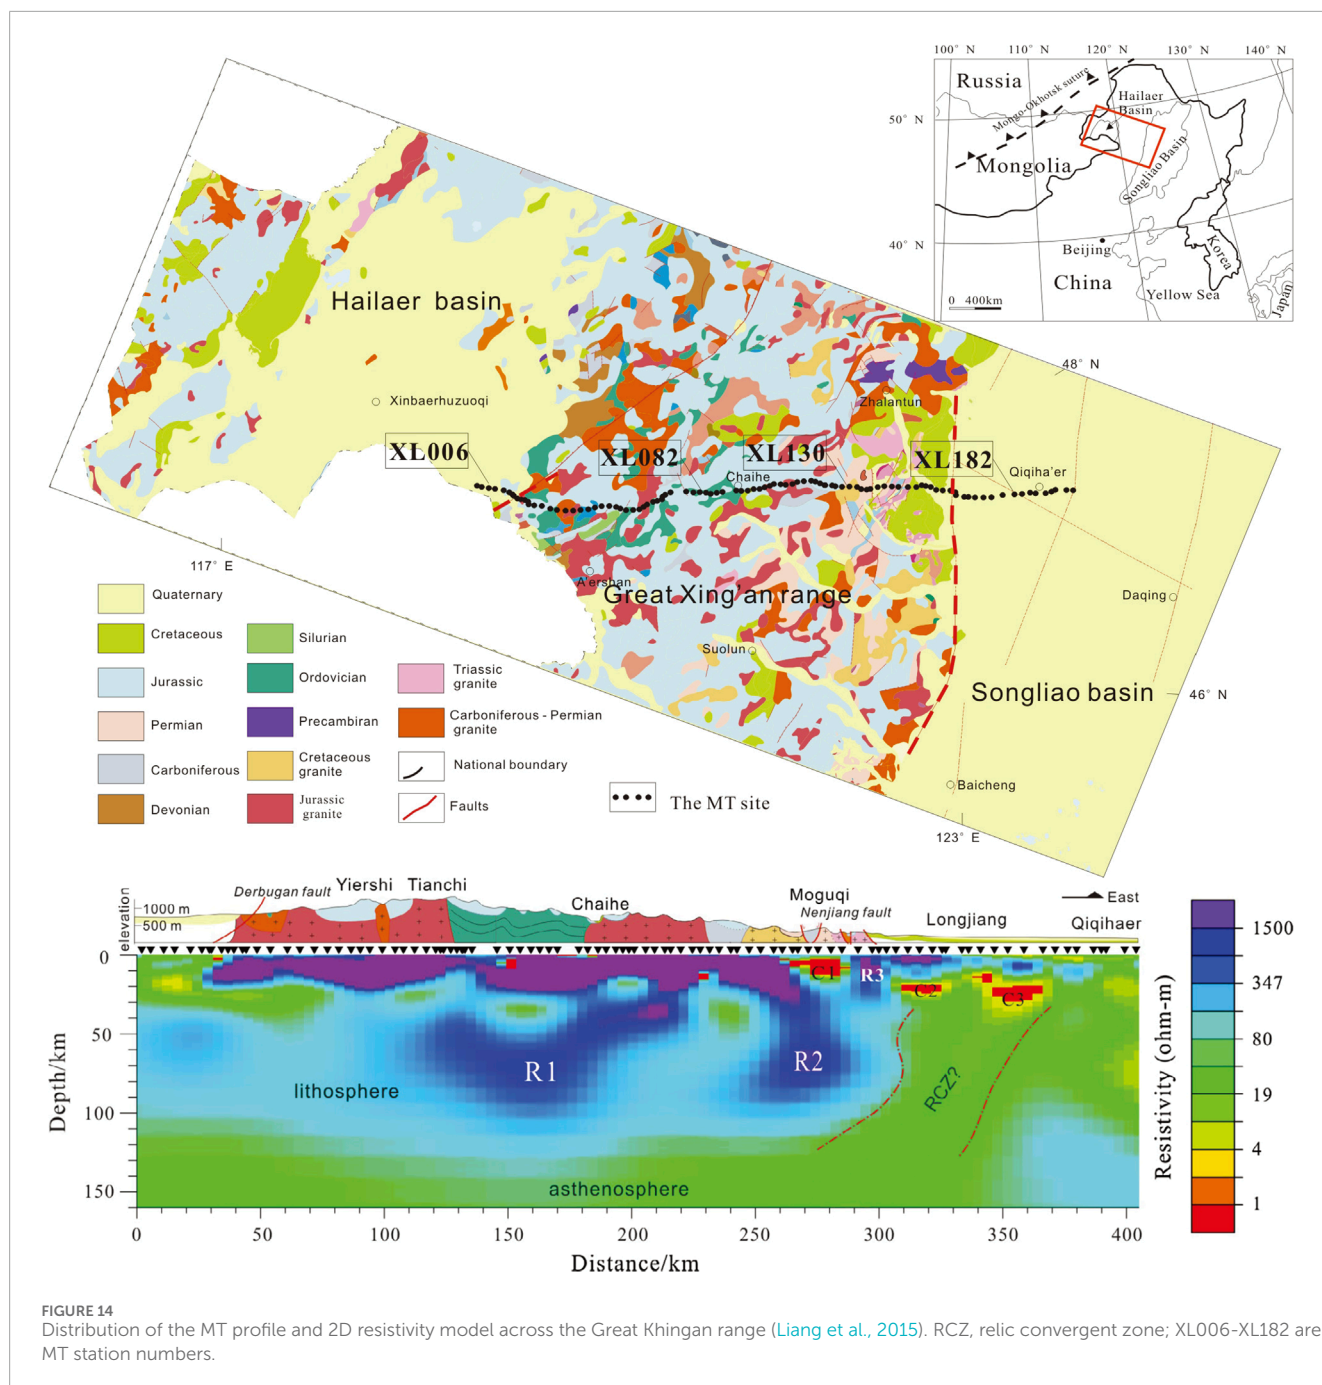 100° N 110° N 120° N 130° N 140° N
Russia
Mongo-Okhotsk suture
Hailaer
Basin
50° N
Mongolia
Songliao Basin
40° N
Beijing
Korea
China
0 400km
Yellow Sea
Japan
Hailaer basin
48° N
Xinbaerhuzuoqi
Zhalantun
XL006
XL082
XL130
XL182
Chaihe
Qiqiha'er
117° E
A'ershan
Great Xing'an range
Daqing
Suolun
Songliao basin
46° N
Baicheng
123° E
Quaternary
Cretaceous
Jurassic
Permian
Carboniferous
Devonian
Silurian
Ordovician
Precambiran
Cretaceous
granite
Jurassic
granite
Triassic
granite
Carboniferous - Permian
granite
National boundary
Faults
The MT site
elevation
1000 m
500 m
Derbugan fault
Yiershi
Tianchi
Chaihe
Moguqi
Nenjiang fault
Longjiang
East
Qiqihaer
Depth/km
0
50
100
150
C1
R3
C2
C3
R1
R2
RCZ?
lithosphere
asthenosphere
0 50 100 150 200 250 300 350 400
Distance/km
Resistivity (ohm-m)
1500
347
80
19
4
1
FIGURE 14
Distribution of the MT profile and 2D resistivity model across the Great Khingan range (Liang et al., 2015). RCZ, relic convergent zone; XL006-XL182 are
MT station numbers.